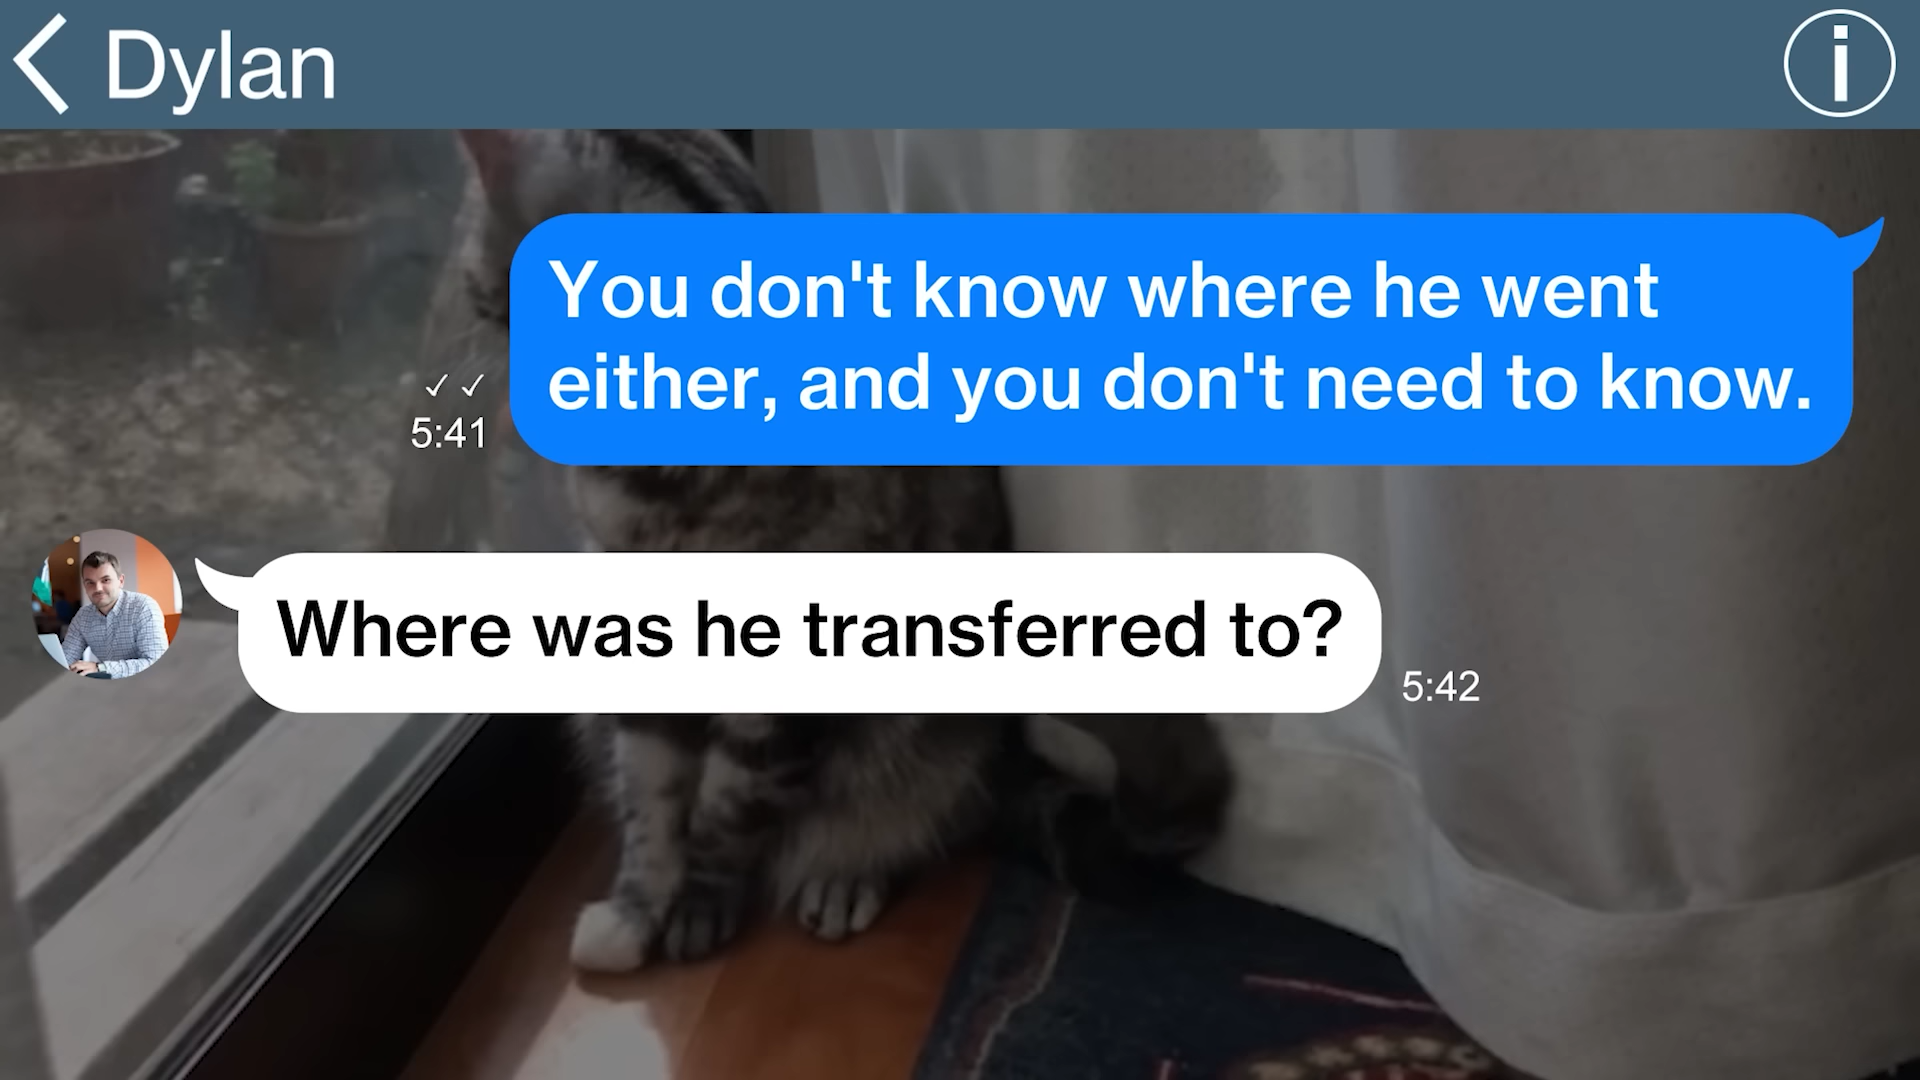 Dylan
You don't know where he went
either, and you don't need to know.
✓ ✓
5:41
Where was he transferred to?
5:42